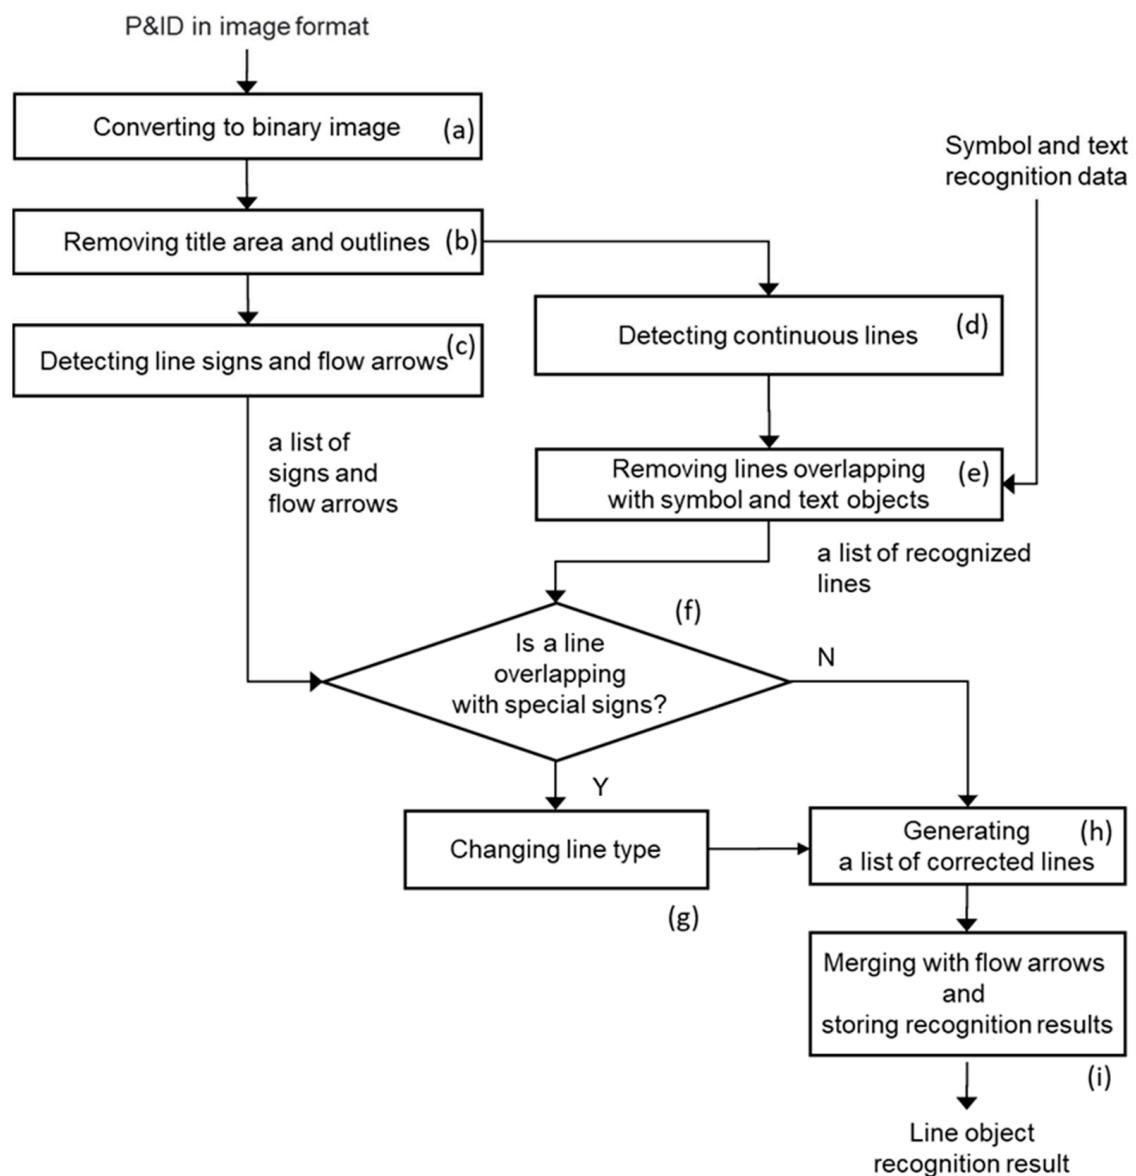 P&ID in image format
Converting to binary image (a)
Symbol and text
recognition data
Removing title area and outlines (b)
Detecting line signs and flow arrows (c)
Detecting continuous lines (d)
a list of
signs and
flow arrows
Removing lines overlapping
with symbol and text objects
(e)
a list of recognized
lines
(f)
Is a line
overlapping
with special signs?
N
Y
Changing line type
(g)
Generating
a list of corrected lines
(h)
Merging with flow arrows
and
storing recognition results
(i)
Line object
recognition result